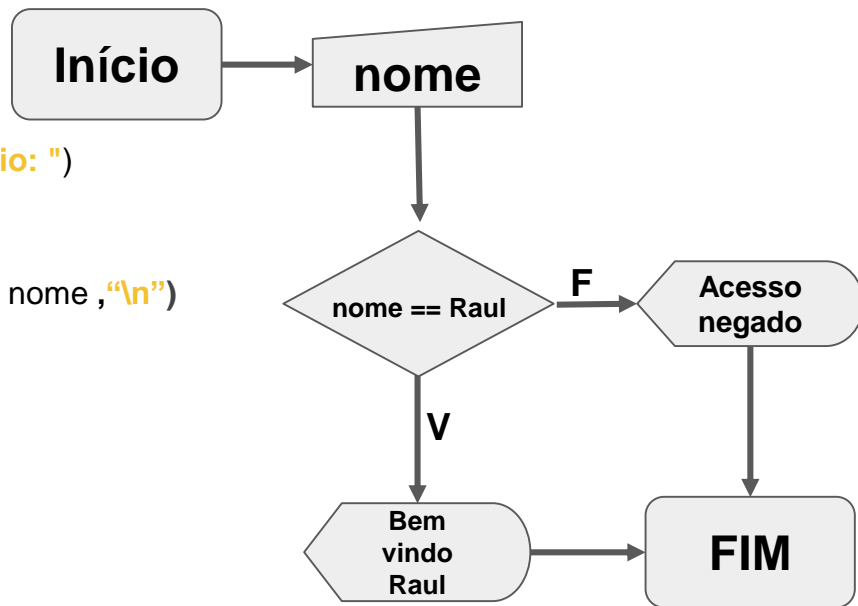 Início
nome
io: ")
nome ,“\n”)
nome == Raul
F
Acesso
negado
V
Bem
vindo
Raul
FIM